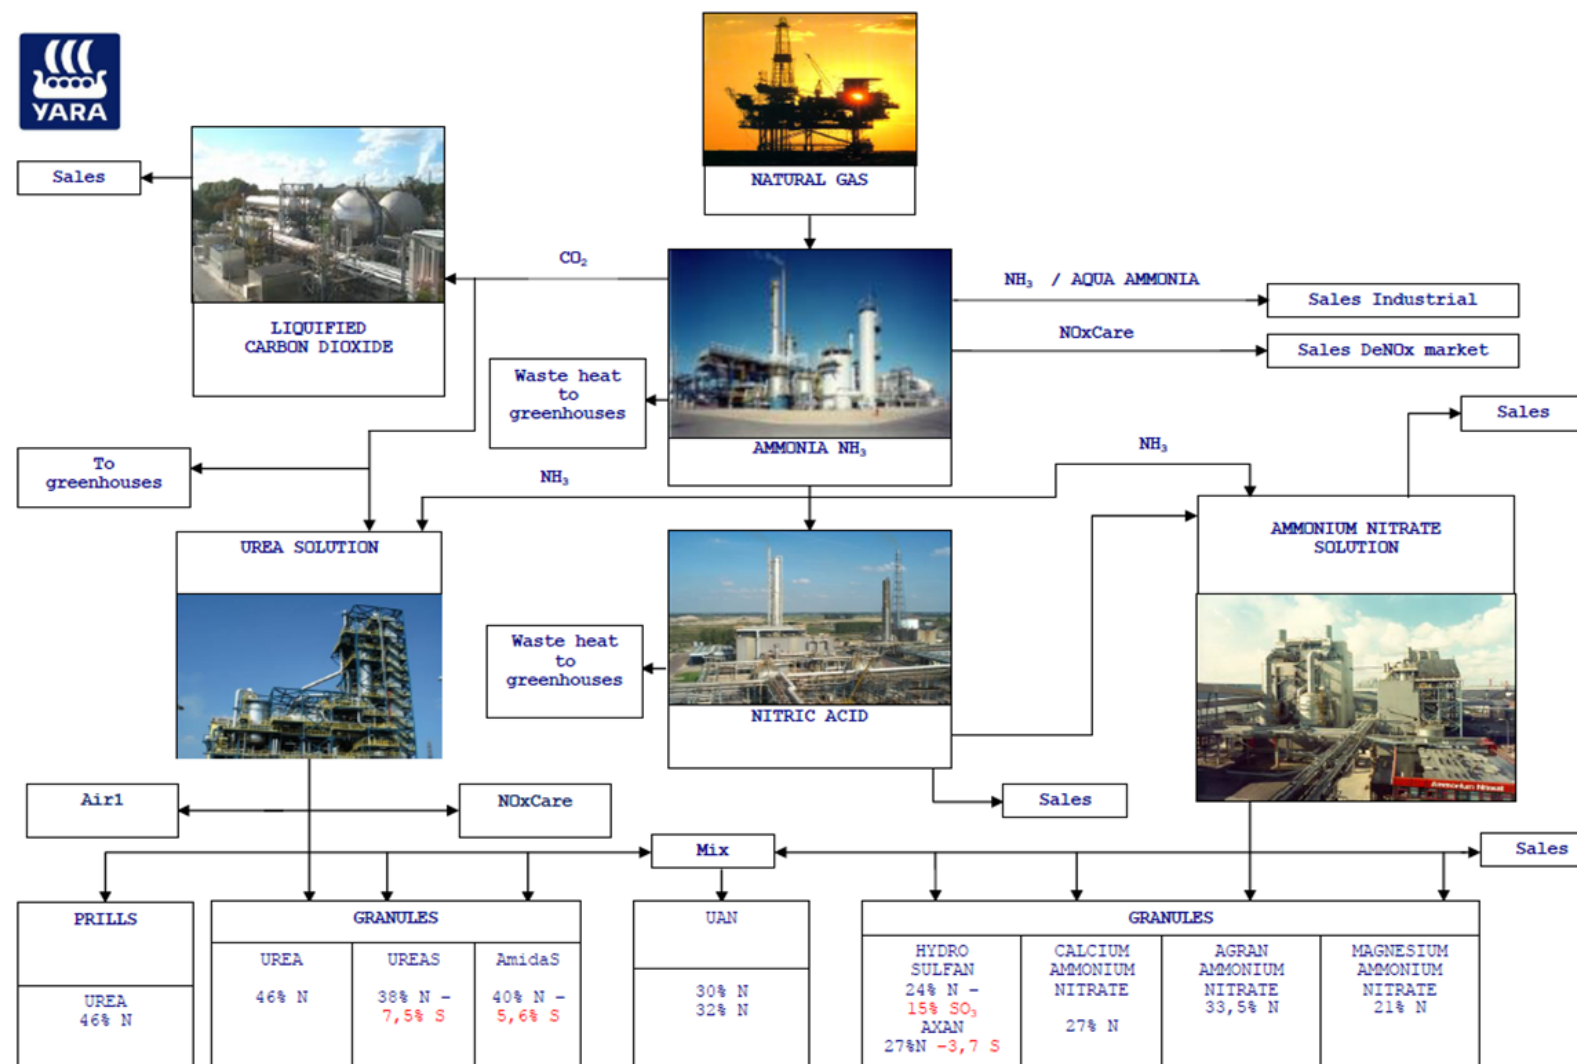 YARA
NATURAL GAS
Sales
LIQUIFIED
CARBON DIOXIDE
CO₂
NH₃ / AQUA AMMONIA
Sales Industrial
NOxCare
Sales DeNOx market
Waste heat
to
greenhouses
AMMONIA NH₃
Sales
To
greenhouses
NH₃
NH₃
UREA SOLUTION
AMMONIUM NITRATE
SOLUTION
Waste heat
to
greenhouses
NITRIC ACID
Ammonium Nitraat
Air1
NOxCare
Sales
Mix
Sales
PRILLS
UREA
46% N
GRANULES
UREA
46% N
UREAS
38% N -
7,5% S
AmidaS
40% N -
5,6% S
UAN
30% N
32% N
GRANULES
HYDRO
SULFAN
24% N -
15% SO₃
AXAN
27%N -3,7 S
CALCIUM
AMMONIUM
NITRATE
27% N
AGRAN
AMMONIUM
NITRATE
33,5% N
MAGNESIUM
AMMONIUM
NITRATE
21% N